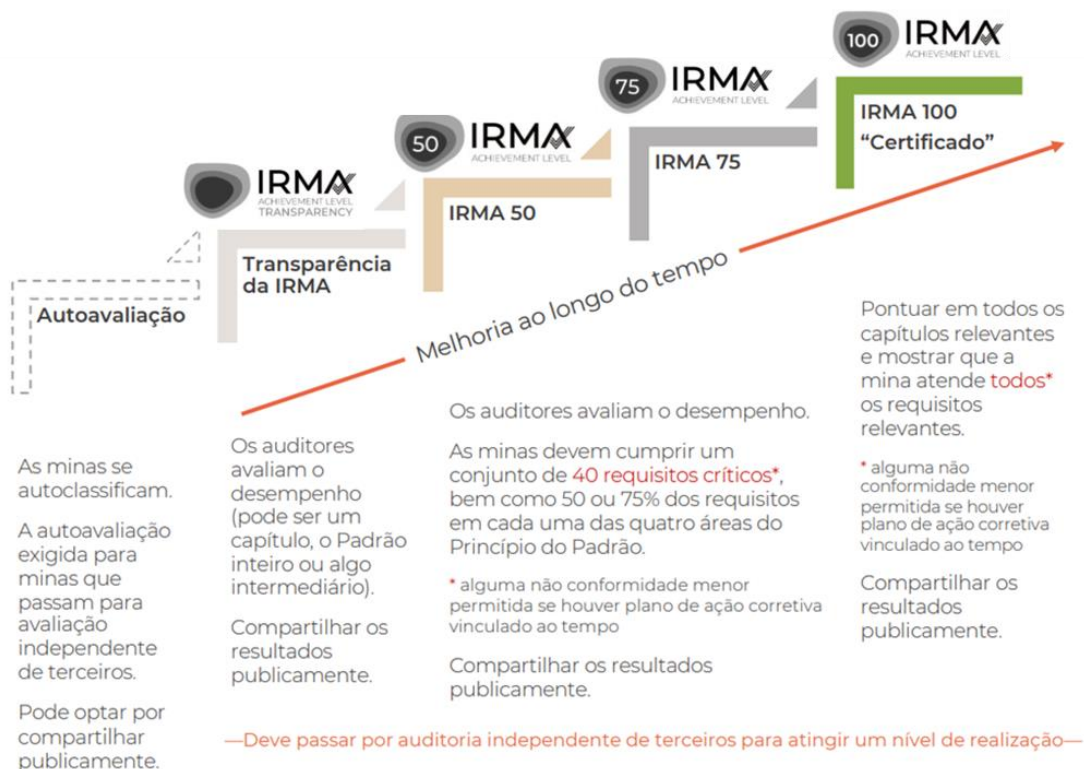 100
IRMA
ACHIEVEMENT LEVEL
IRMA 100
“Certificado”
75
IRMA
ACHIEVEMENT LEVEL
IRMA 75
50
IRMA
ACHIEVEMENT LEVEL
IRMA 50
IRMA
ACHIEVEMENT LEVEL
TRANSPARENCY
Transparência
da IRMA
Autoavaliação
Melhoria ao longo do tempo
As minas se
autoclassificam.
A autoavaliação
exigida para
minas que
passam para
avaliação
independente
de terceiros.
Pode optar por
compartilhar
publicamente.
Os auditores
avaliam o
desempenho
(pode ser um
capítulo, o Padrão
inteiro ou algo
intermediário).
Compartilhar os
resultados
publicamente.
Os auditores avaliam o desempenho.
As minas devem cumprir um
conjunto de 40 requisitos críticos*,
bem como 50 ou 75% dos requisitos
em cada uma das quatro áreas do
Princípio do Padrão.
* alguma não conformidade menor
permitida se houver plano de ação corretiva
vinculado ao tempo
Compartilhar os resultados
publicamente.
Pontuar em todos os
capítulos relevantes
e mostrar que a
mina atende todos*
os requisitos
relevantes.
* alguma não
conformidade menor
permitida se houver
plano de ação corretiva
vinculado ao tempo
Compartilhar os
resultados
publicamente.
—Deve passar por auditoria independente de terceiros para atingir um nível de realização—